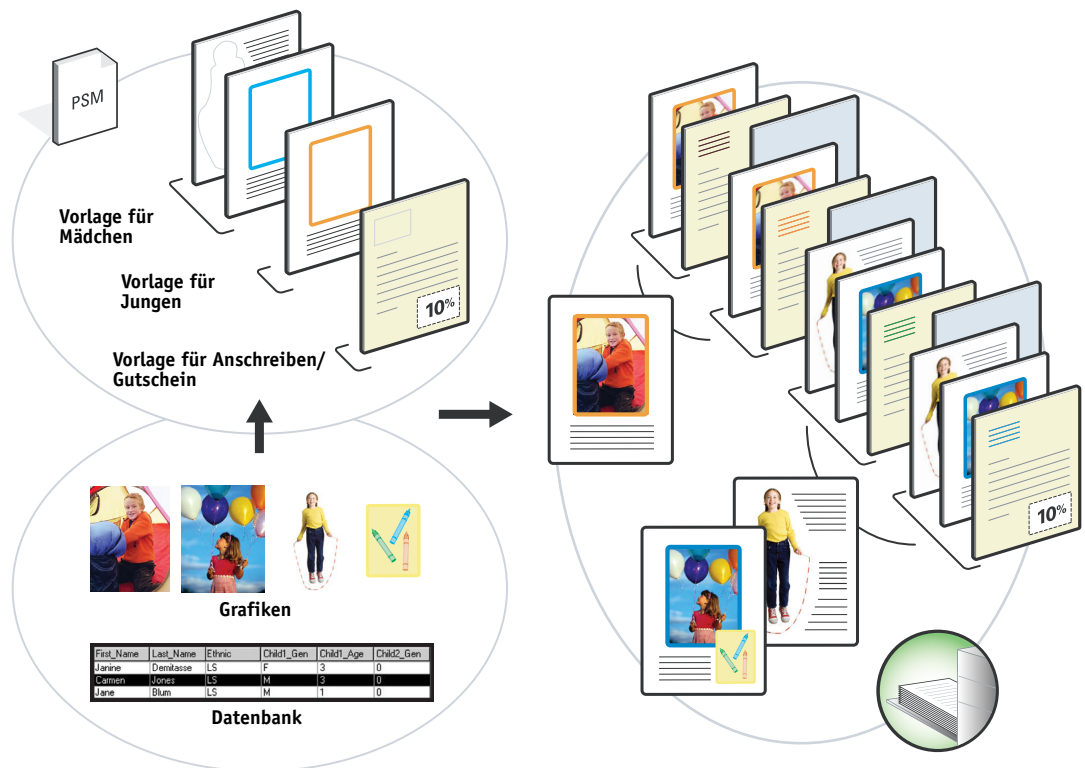 PSM
Vorlage für
Mädchen
Vorlage für
Jungen
Vorlage für Anschreiben/
Gutschein
10%
10%
Grafiken
First_Name Last_Name Ethnic Child1_Gen Child1_Age Child2_Gen
Janine Demitasse LS F 3 0
Carmen Jones LS M 3 0
Jane Blum LS M 1 0
Datenbank